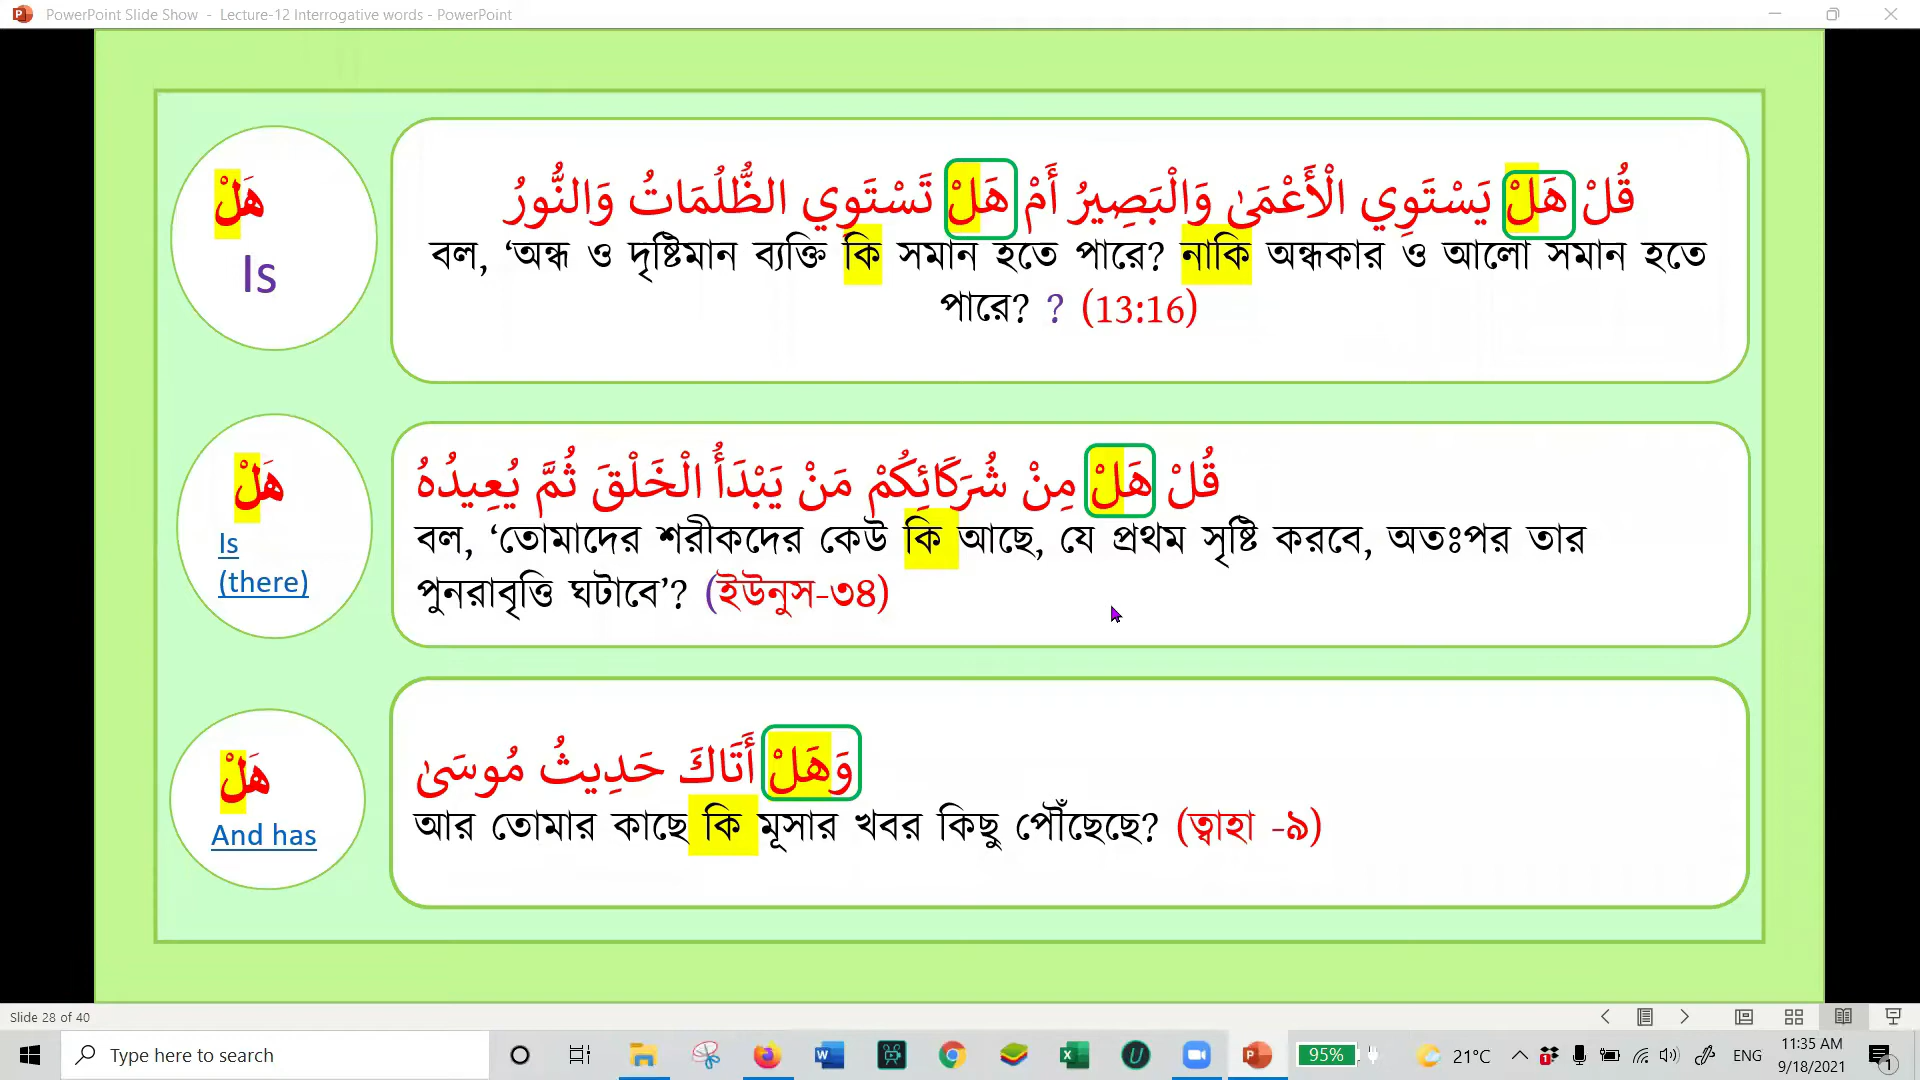 PowerPoint Slide Show - Lecture-12 Interrogative words - PowerPoint
هَلْ
Is
قُلْ هَلْ يَسْتَوِي الْأَعْمَىٰ وَالْبَصِيرُ أَمْ هَلْ تَسْتَوِي الظُّلُمَاتُ وَالنُّورُ
বল, ‘অন্ধ ও দৃষ্টিমান ব্যক্তি কি সমান হতে পারে? নাকি অন্ধকার ও আলো সমান হতে
পারে? ? (13:16)
هَلْ
Is
(there)
قُلْ هَلْ مِنْ شُرَكَائِكُمْ مَنْ يَبْدَأُ الْخَلْقَ ثُمَّ يُعِيدُهُ
বল, ‘তোমাদের শরীকদের কেউ কি আছে, যে প্রথম সৃষ্টি করবে, অতঃপর তার
পুনরাবৃত্তি ঘটাবে’? (ইউনুস-৩৪)
هَلْ
And has
وَهَلْ أَتَاكَ حَدِيثُ مُوسَىٰ
আর তোমার কাছে কি মূসার খবর কিছু পৌঁছেছে? (ত্বাহা -৯)
Slide 28 of 40
Type here to search
95%
21°C
ENG
11:35 AM
9/18/2021
1